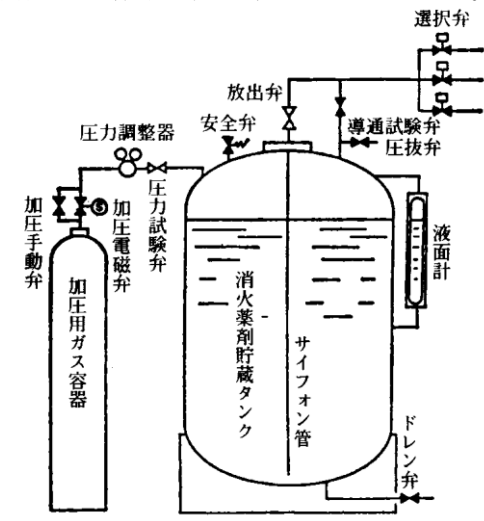 選択弁
放出弁
安全弁
導通試験弁
圧抜弁
圧力調整器
圧力試験弁
加圧手動弁
S
加圧電磁弁
加圧用ガス容器
消火薬剤貯蔵タンク
サイフォン管
液面計
ドレン弁